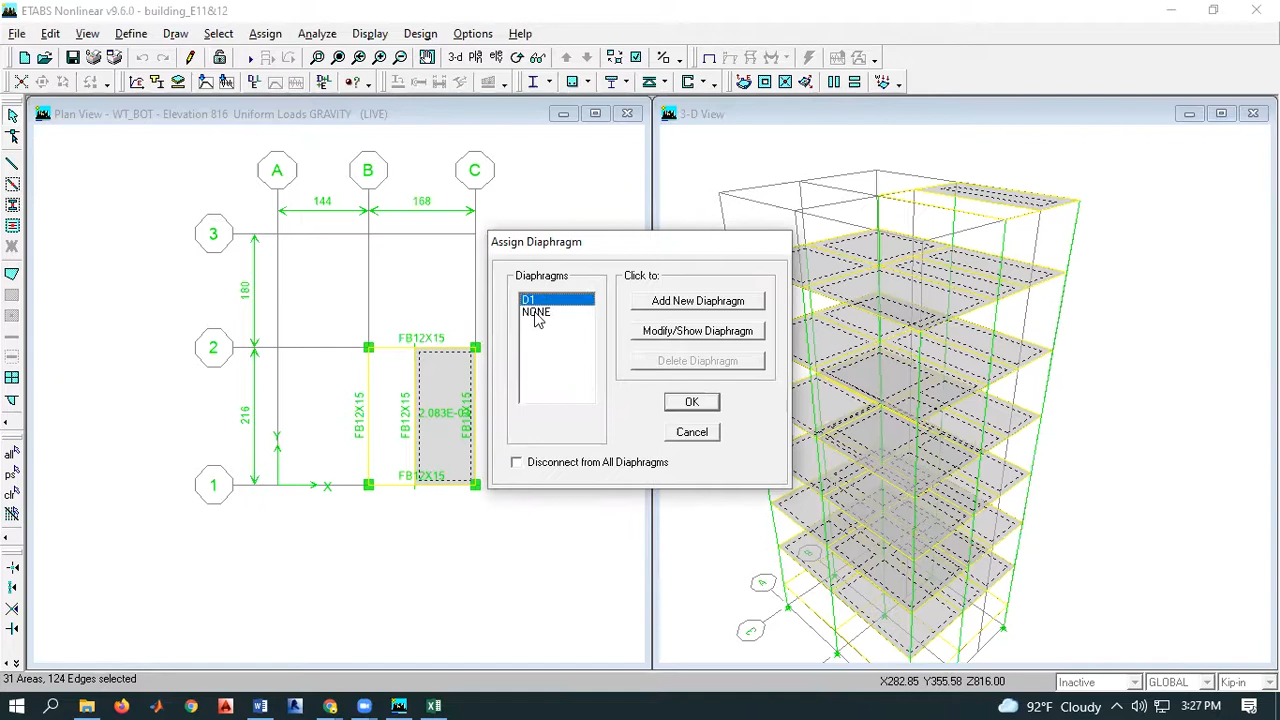 ETABS Nonlinear v9.6.0 - building_E11&12
File Edit View Define Draw Select Assign Analyze Display Design Options Help
3-d
Plan View - WT_BOT - Elevation 816 Uniform Loads GRAVITY (LIVE)
3-D View
A B C
144 168
3
180
2
216
1
Y
X
FB12X15
FB12X15
FB12X15
FB12X15
FB12X15
Assign Diaphragm
Diaphragms
D1
NONE
Click to:
Add New Diaphragm
Modify/Show Diaphragm
Delete Diaphragm
OK
Cancel
Disconnect from All Diaphragms
all
ps
clr
31 Areas, 124 Edges selected
X282.85 Y355.58 Z816.00
Inactive
GLOBAL
Kip-in
92°F Cloudy
3:27 PM